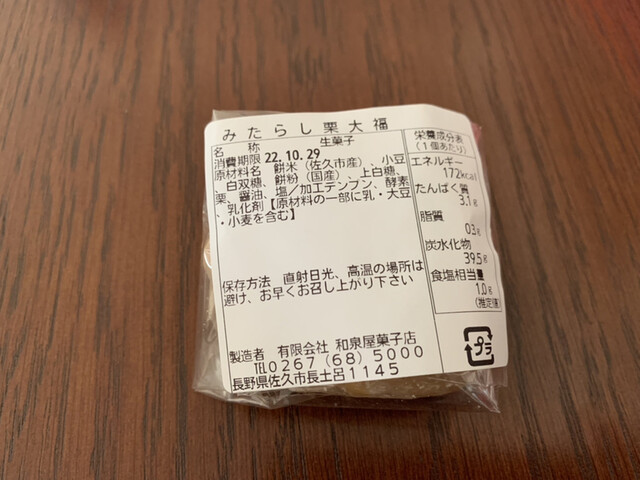 みたらし栗大福
名　　称　　　生菓子
消費期限 22.10.29
原材料名　餅米(佐久市産)、小豆
、白双糖、餅粉(国産)、上白糖、
栗、醤油、塩/加工デンプン、酵素
、乳化剤【原材料の一部に乳・大豆
・小麦を含む】
保存方法　直射日光、高温の場所は
避け、お早くお召し上がり下さい
製造者　有限会社 和泉屋菓子店
TEL0267(68)5000
長野県佐久市長土呂1145
栄養成分表
(1個あたり)
エネルギー
172kcal
たんぱく質
3.1g
脂質
0.3g
炭水化物
39.5g
食塩相当量
1.0g
(推定値)
プラ